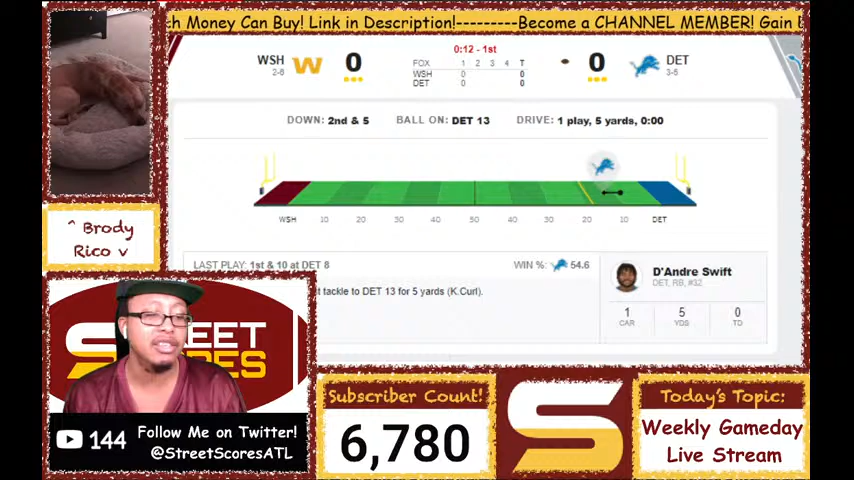 ch Money Can Buy! Link in Description!---------Become a CHANNEL MEMBER! Gain
WSH
2-6
0
0:12 - 1st
FOX 1 2 3 4 T
WSH 0 0
DET 0 0
0
DET
3-5
DOWN: 2nd & 5
BALL ON: DET 13
DRIVE: 1 play, 5 yards, 0:00
WSH 10 20 30 40 50 40 30 20 10 DET
LAST PLAY: 1st & 10 at DET 8
WIN %: 54.6
t tackle to DET 13 for 5 yards (K.Curl).
D'Andre Swift
DET, RB, #32
1 5 0
CAR YDS TD
^ Brody
Rico v
STREET
SCORES
144
Follow Me on Twitter!
@StreetScoresATL
Subscriber Count!
6,780
Today's Topic:
Weekly Gameday
Live Stream